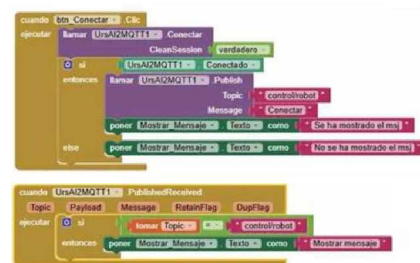 cuando btn_Conectar .Clic
ejecutar llamar UrsAI2MQTT1 .Conectar
CleanSession verdadero
si UrsAI2MQTT1 . Conectado
entonces llamar UrsAI2MQTT1 .Publish
Topic " control/robot "
Message " Conectar "
poner Mostrar_Mensaje . Texto como " Se ha mostrado el msj "
else poner Mostrar_Mensaje . Texto como " No se ha mostrado el msj "
cuando UrsAI2MQTT1 .PublishedReceived
Topic Payload Message RetainFlag DupFlag
ejecutar si tomar Topic = " control/robot "
entonces poner Mostrar_Mensaje . Texto como " Mostrar mensaje "